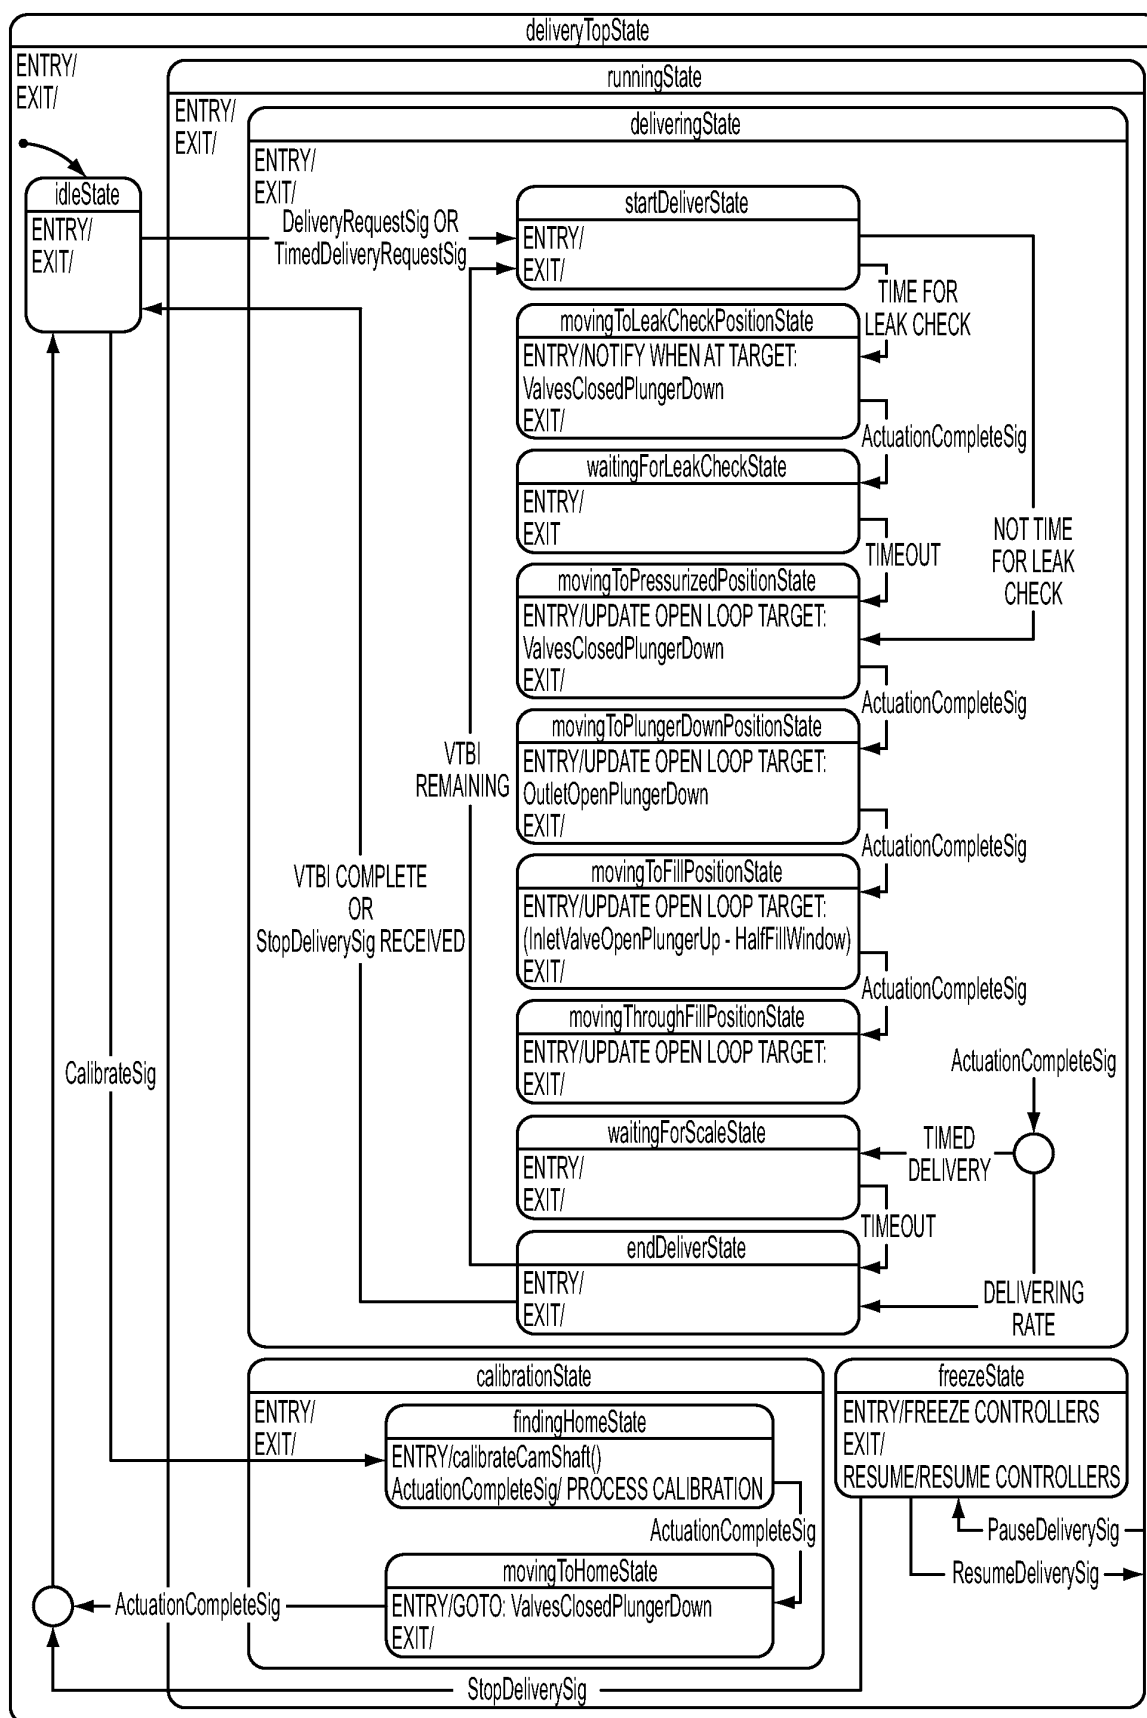 deliveryTopState
ENTRY/
EXIT/
runningState
ENTRY/
EXIT/
deliveringState
ENTRY/
EXIT/
idleState
ENTRY/
EXIT/
DeliveryRequestSig OR
TimedDeliveryRequestSig
startDeliverState
ENTRY/
EXIT/
TIME FOR
LEAK CHECK
movingToLeakCheckPositionState
ENTRY/NOTIFY WHEN AT TARGET:
ValvesClosedPlungerDown
EXIT/
ActuationCompleteSig
waitingForLeakCheckState
ENTRY/
EXIT
TIMEOUT
NOT TIME
FOR LEAK
CHECK
movingToPressurizedPositionState
ENTRY/UPDATE OPEN LOOP TARGET:
ValvesClosedPlungerDown
EXIT/
ActuationCompleteSig
movingToPlungerDownPositionState
ENTRY/UPDATE OPEN LOOP TARGET:
OutletOpenPlungerDown
EXIT/
VTBI
REMAINING
ActuationCompleteSig
movingToFillPositionState
ENTRY/UPDATE OPEN LOOP TARGET:
(InletValveOpenPlungerUp - HalfFillWindow)
EXIT/
VTBI COMPLETE
OR
StopDeliverySig RECEIVED
ActuationCompleteSig
movingThroughFillPositionState
ENTRY/UPDATE OPEN LOOP TARGET:
EXIT/
CalibrateSig
ActuationCompleteSig
waitingForScaleState
ENTRY/
EXIT/
TIMED
DELIVERY
TIMEOUT
endDeliverState
ENTRY/
EXIT/
DELIVERING
RATE
calibrationState
ENTRY/
EXIT/
findingHomeState
ENTRY/calibrateCamShaft()
ActuationCompleteSig/ PROCESS CALIBRATION
ActuationCompleteSig
movingToHomeState
ENTRY/GOTO: ValvesClosedPlungerDown
EXIT/
ActuationCompleteSig
freezeState
ENTRY/FREEZE CONTROLLERS
EXIT/
RESUME/RESUME CONTROLLERS
PauseDeliverySig
ResumeDeliverySig
StopDeliverySig